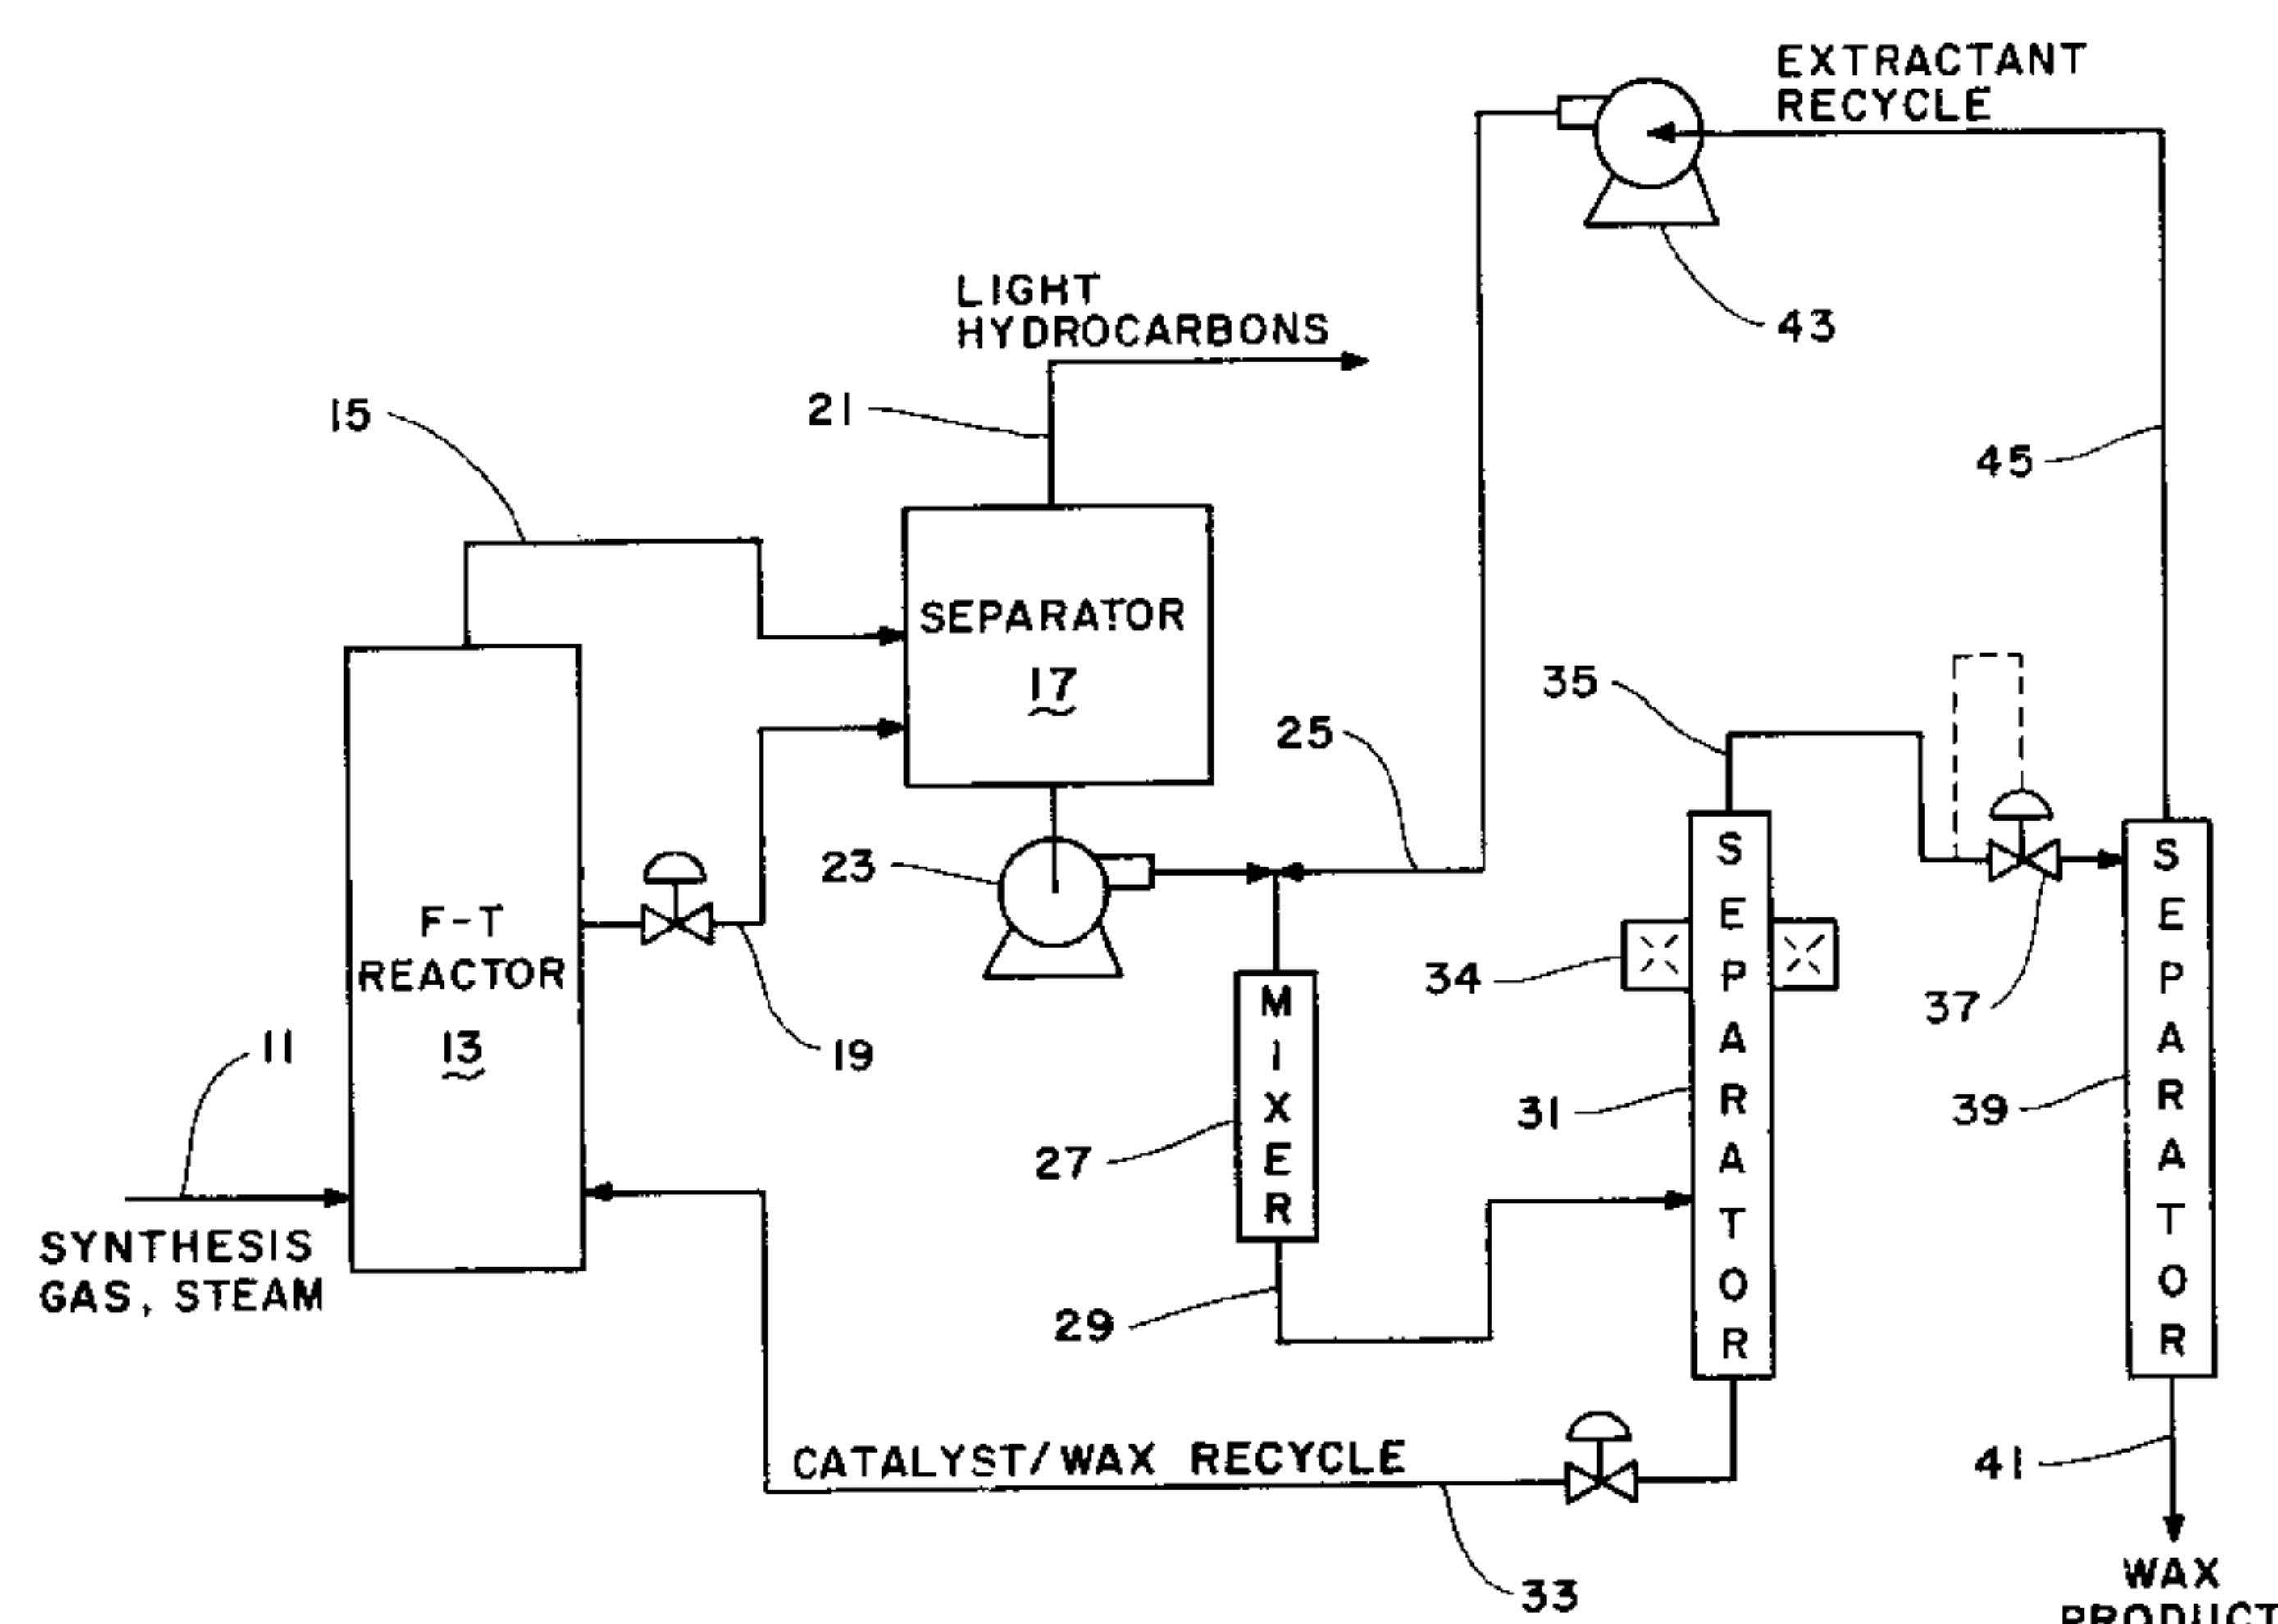 EXTRACTANT
RECYCLE
43
LIGHT
HYDROCARBONS
15
21
45
SEPARATOR
17
35
25
23
F-T
REACTOR
13
34
37
11
19
MIXER
SEPARATOR
SEPARATOR
31
39
27
SYNTHESIS
GAS, STEAM
29
CATALYST/WAX RECYCLE
41
33
WAX
PRODUCT